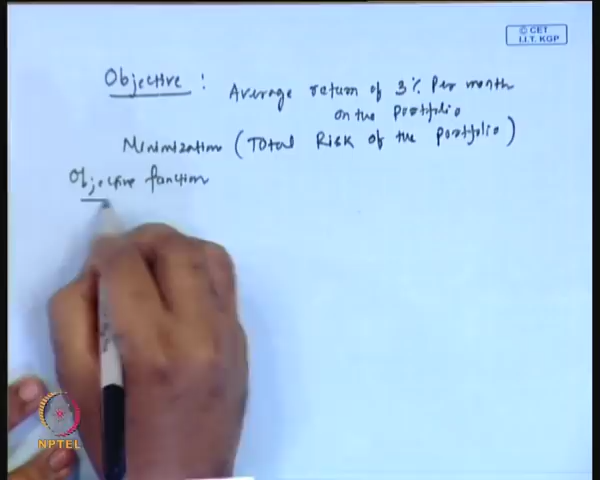 © CET
I.I.T. KGP
Objective : Average return of 3% Per month
on the Portfolio
Minimization (Total Risk of the portfolio)
Objective function
NPTEL